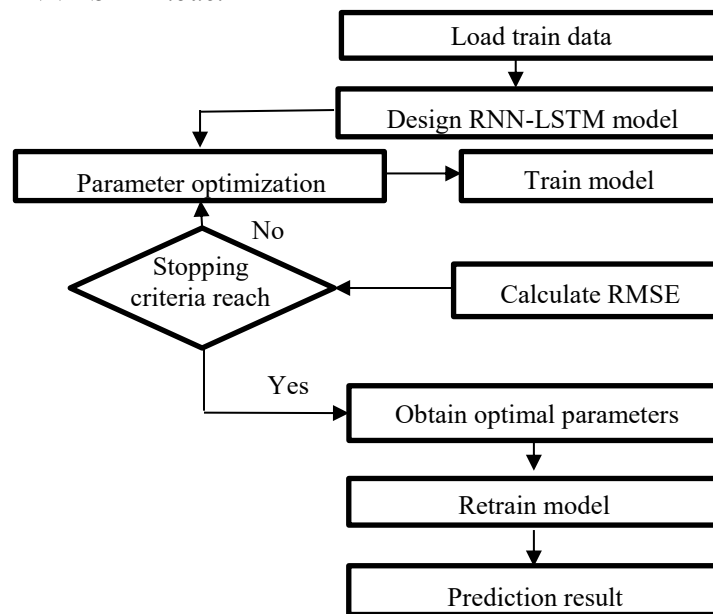 Load train data
Design RNN-LSTM model
Parameter optimization
Train model
No
Stopping
criteria reach
Calculate RMSE
Yes
Obtain optimal parameters
Retrain model
Prediction result